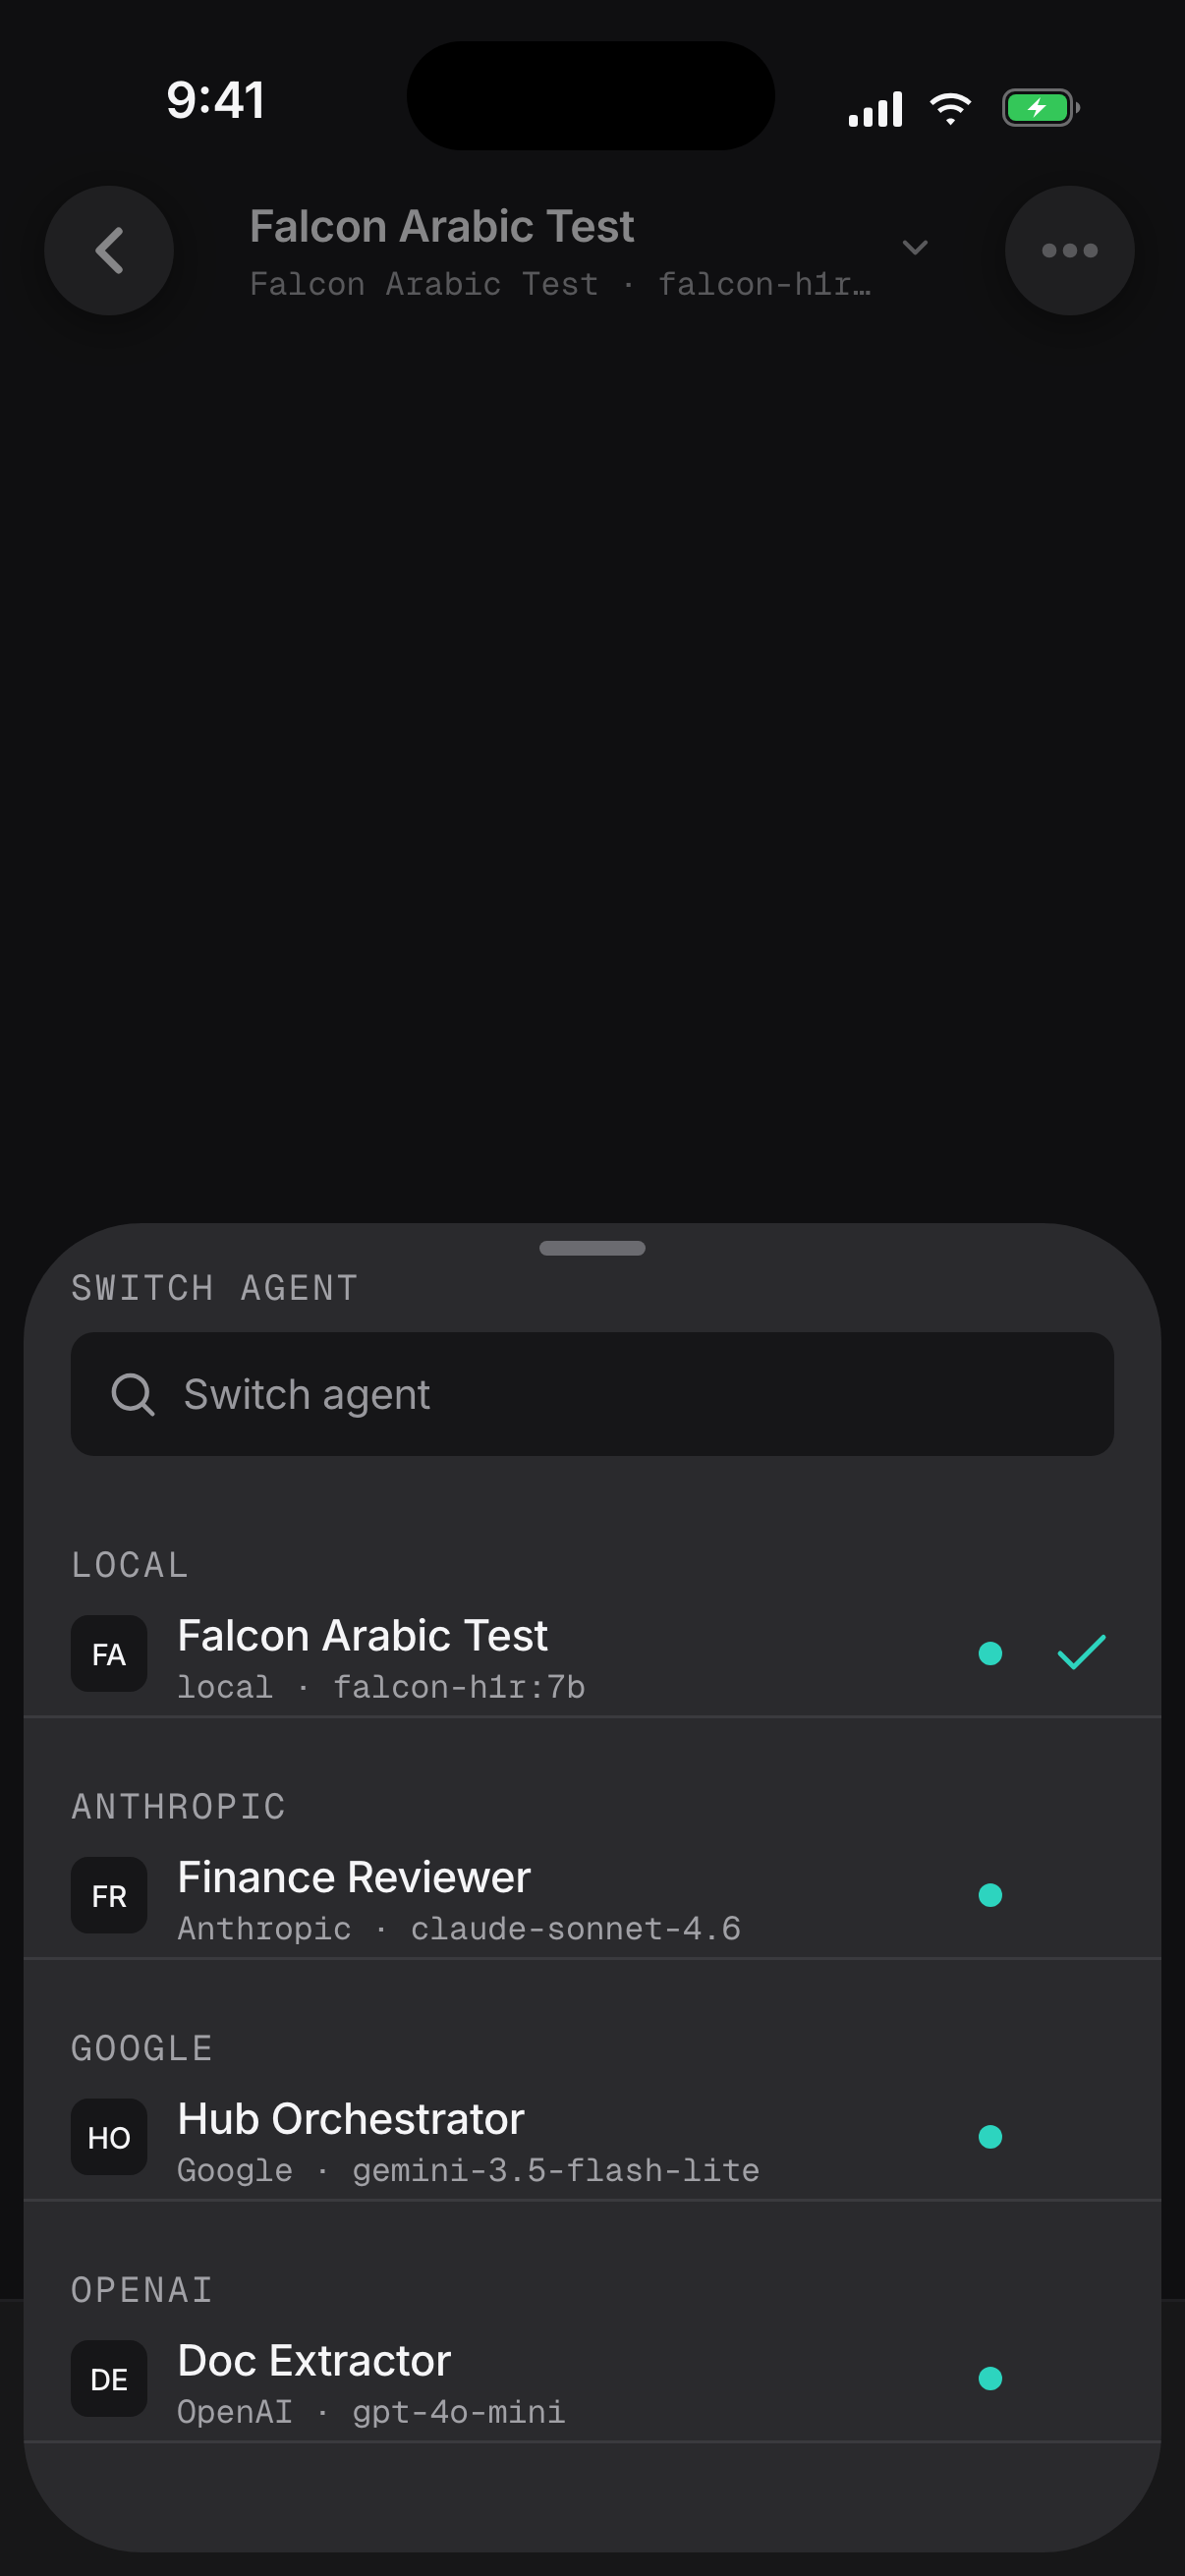 9:41
Falcon Arabic Test
Falcon Arabic Test · falcon-h1r…
SWITCH AGENT
Switch agent
LOCAL
FA
Falcon Arabic Test
local · falcon-h1r:7b
ANTHROPIC
FR
Finance Reviewer
Anthropic · claude-sonnet-4.6
GOOGLE
HO
Hub Orchestrator
Google · gemini-3.5-flash-lite
OPENAI
DE
Doc Extractor
OpenAI · gpt-4o-mini